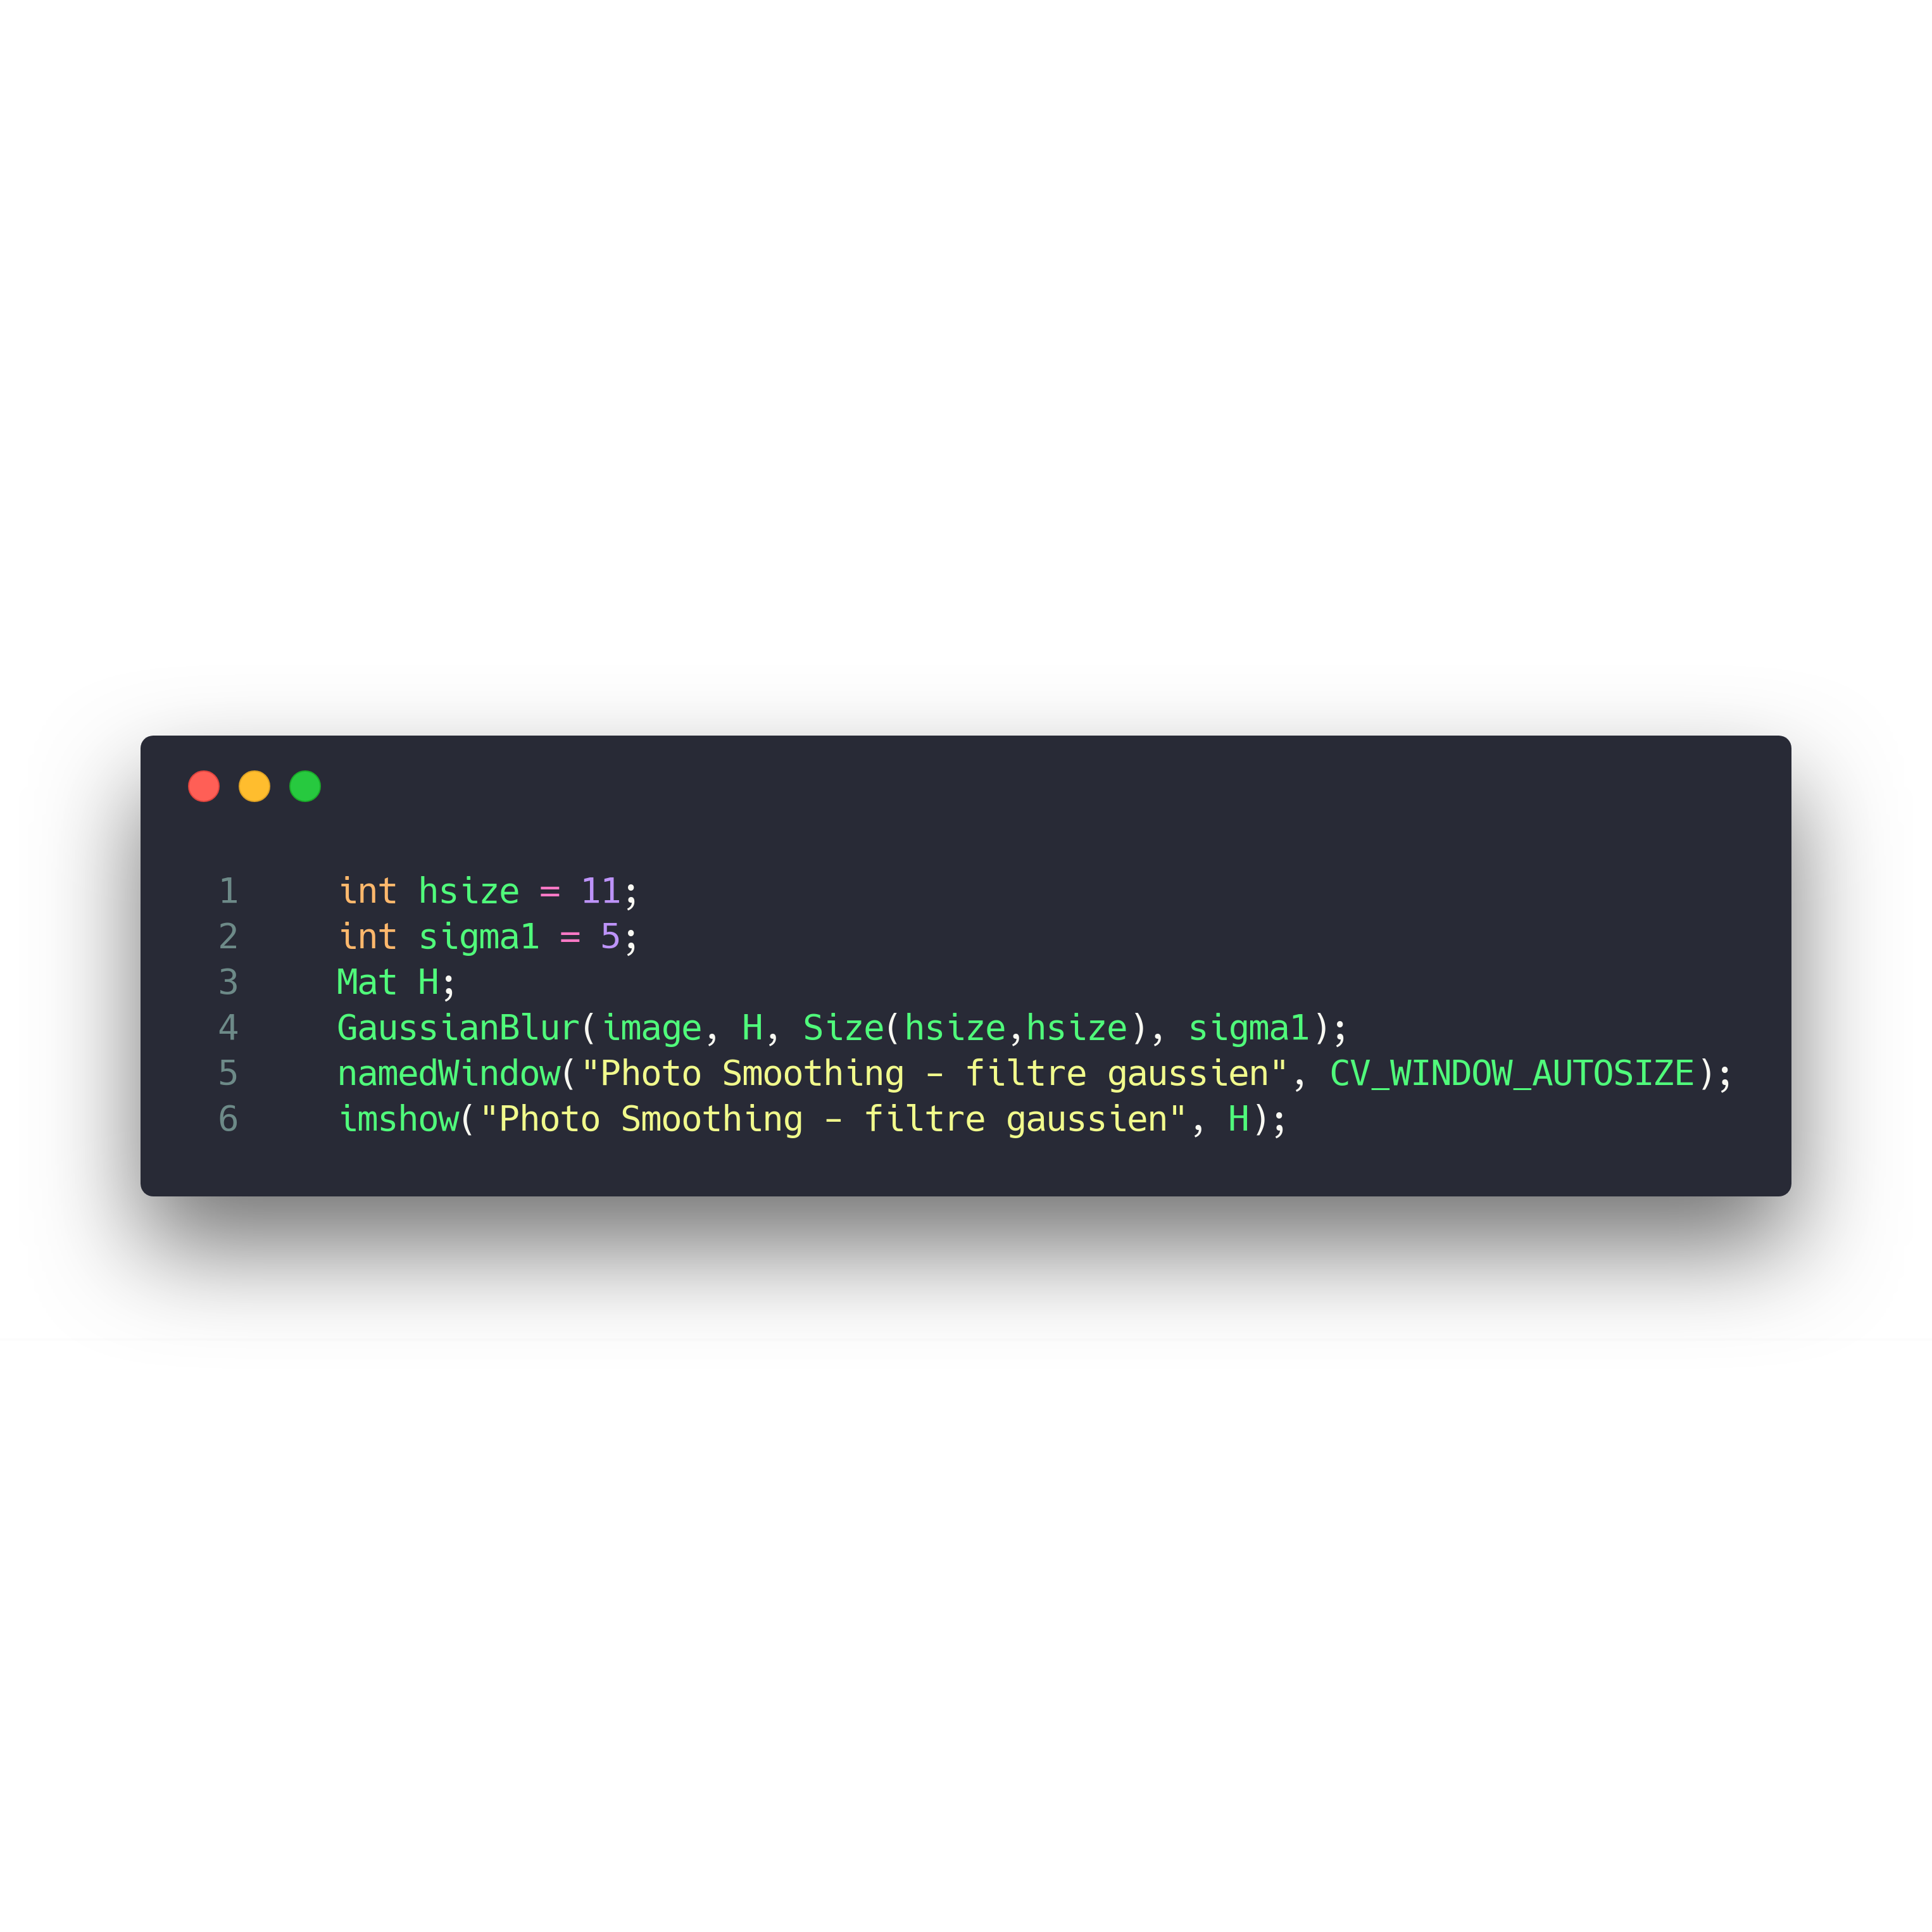 1 int hsize = 11;
2 int sigma1 = 5;
3 Mat H;
4 GaussianBlur(image, H, Size(hsize,hsize), sigma1);
5 namedWindow("Photo Smoothing - filtre gaussien", CV_WINDOW_AUTOSIZE);
6 imshow("Photo Smoothing - filtre gaussien", H);